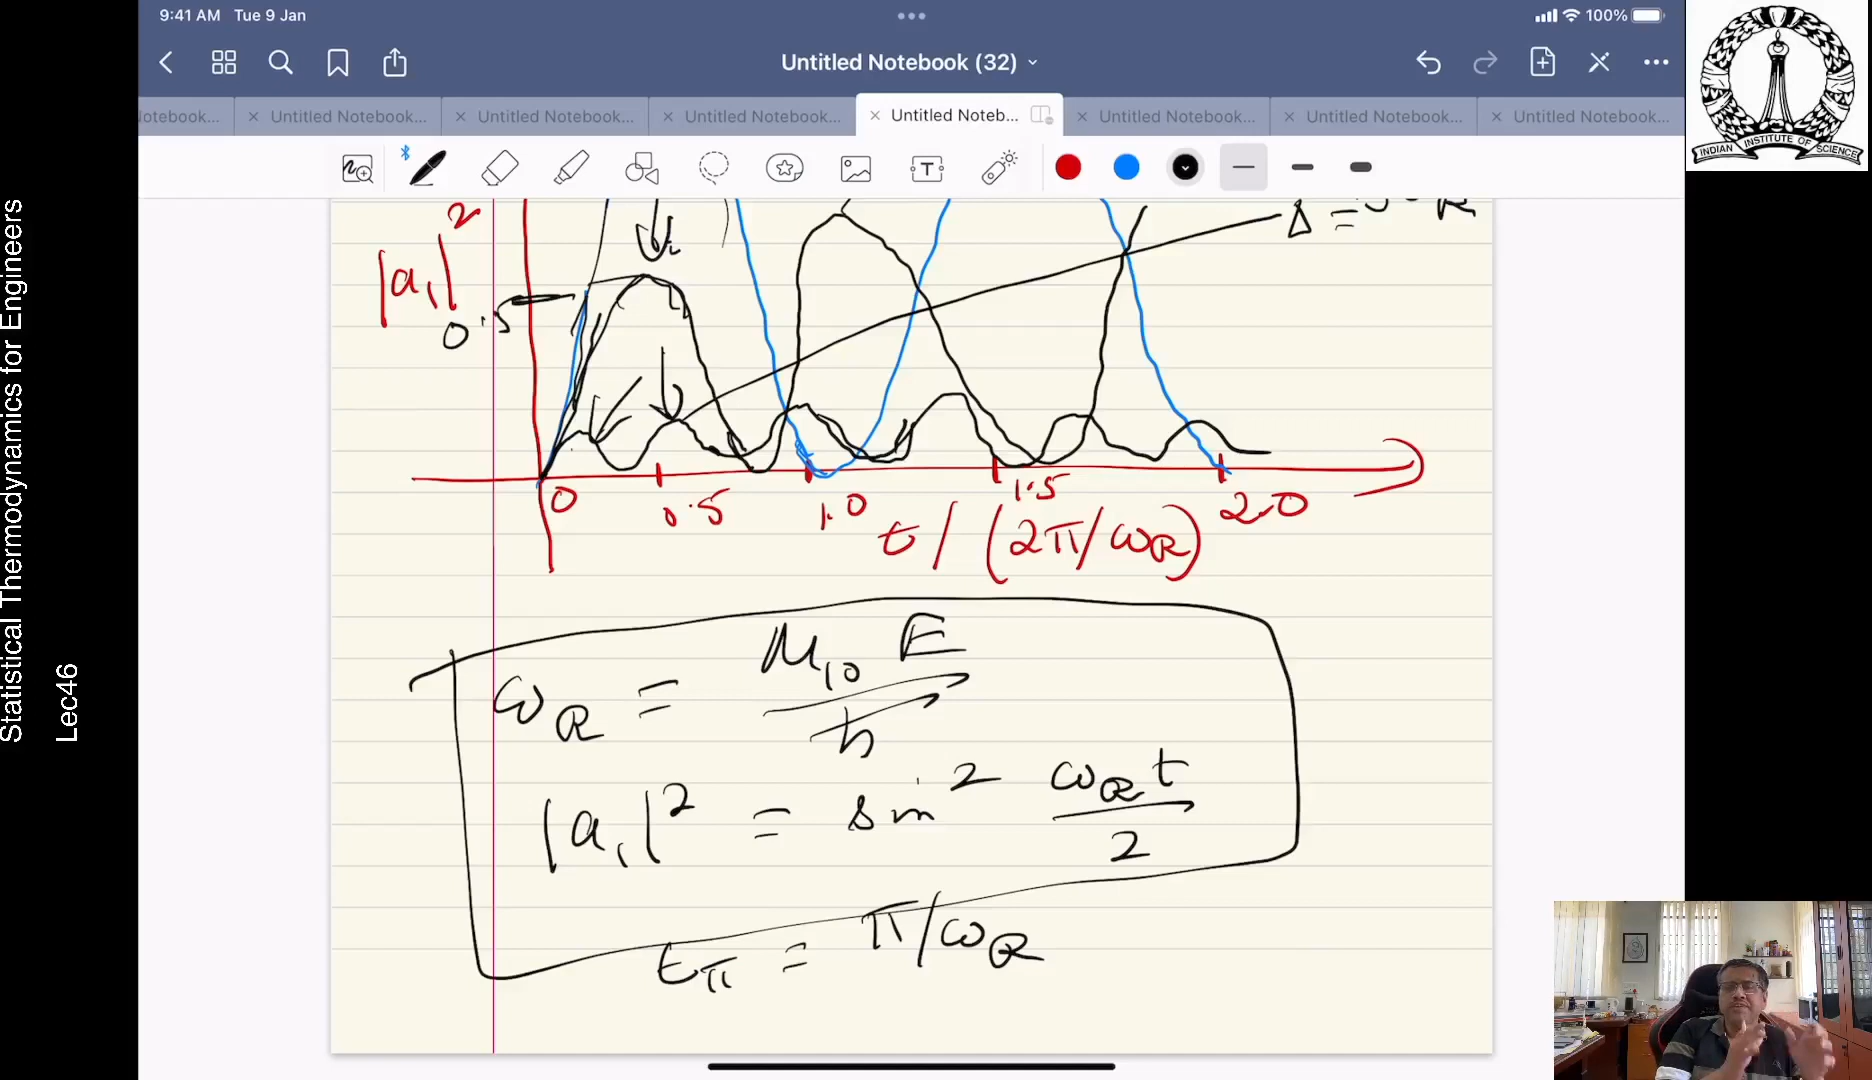 9:41 AM Tue 9 Jan
100%
Untitled Notebook (32)
otebook...
Untitled Notebook...
Untitled Notebook...
Untitled Notebook...
Untitled Noteb...
Untitled Notebook...
Untitled Notebook...
Untitled Notebook...
INDIAN INSTITUTE OF SCIENCE
Statistical Thermodynamics for Engineers
Lec46
|a₁|²
0.5
Δ =
0
0.5
1.0
1.5
2.0
t / (2π/ω_R)
ω_R = μ₁₀ E / ħ
|a₁|² = sin² ω_R t / 2
t_π = π/ω_R